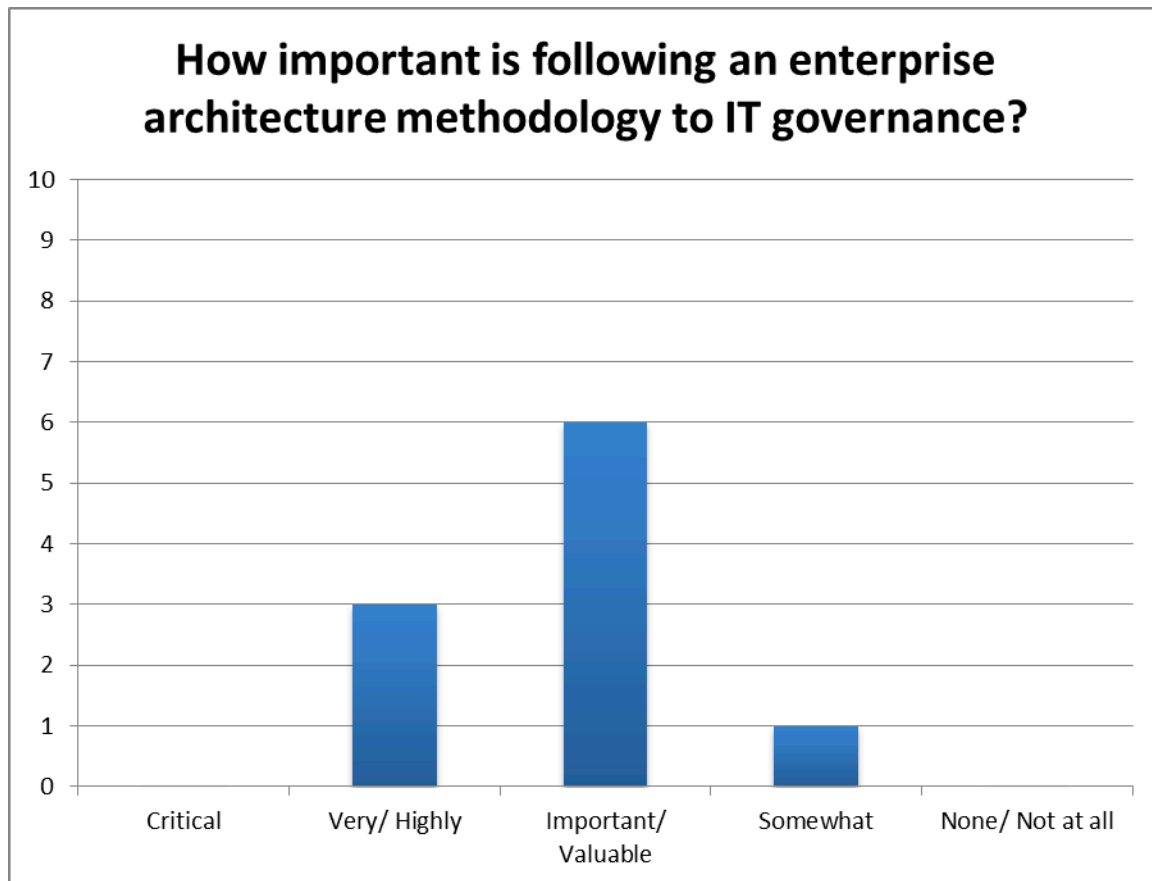 How important is following an enterprise
architecture methodology to IT governance?
10
9
8
7
6
5
4
3
2
1
0
Critical
Very/ Highly
Important/
Valuable
Somewhat
None/ Not at all